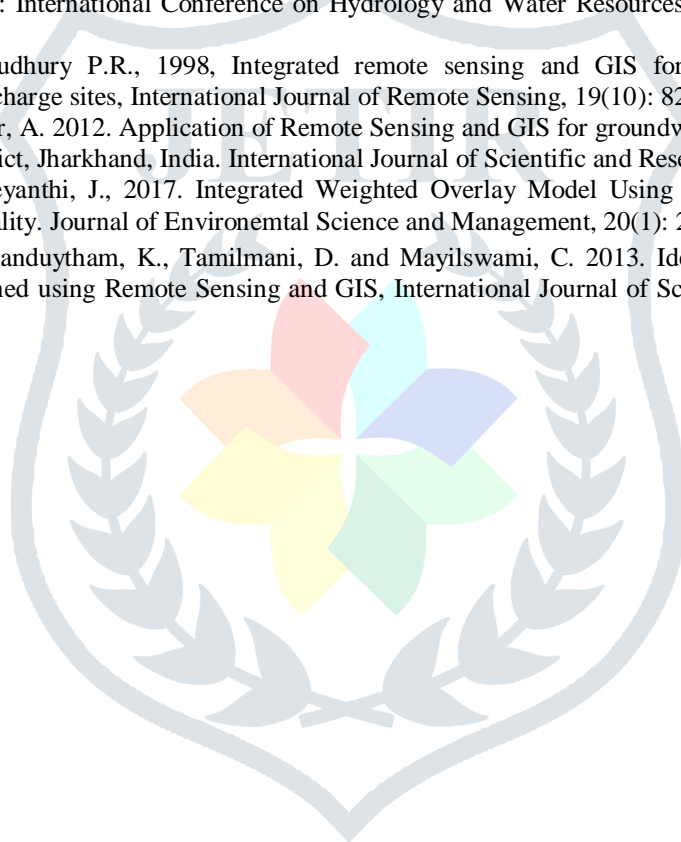 : International Conference on Hydrology and Water Resources
udhury P.R., 1998, Integrated remote sensing and GIS for
charge sites, International Journal of Remote Sensing, 19(10): 82
r, A. 2012. Application of Remote Sensing and GIS for groundw
ict, Jharkhand, India. International Journal of Scientific and Rese
eyanthi, J., 2017. Integrated Weighted Overlay Model Using
ality. Journal of Environemtal Science and Management, 20(1): 2
anduytham, K., Tamilmani, D. and Mayilswami, C. 2013. Ide
ned using Remote Sensing and GIS, International Journal of Sc
JETIR